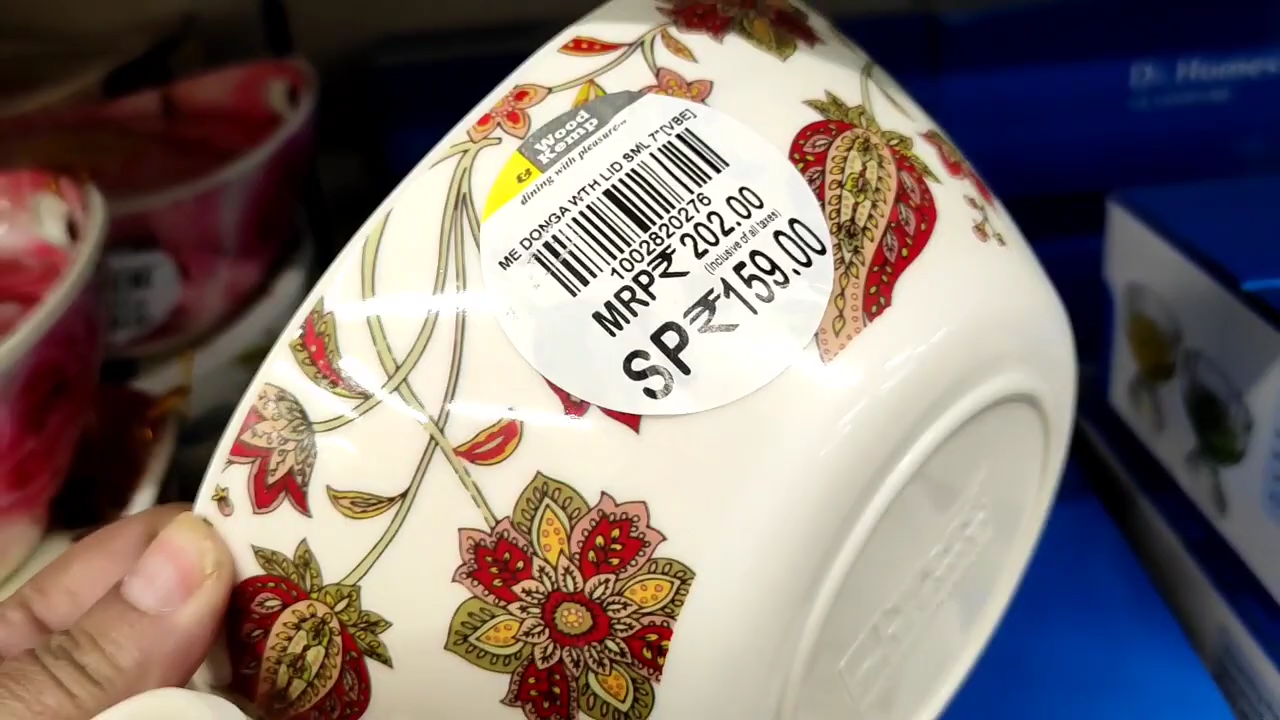 Wood
& Kemp
dining with pleasure...
ME DONGA WTH LID SML 7" [VBE]
1002820276
MRP₹ 202.00
(Inclusive of all taxes)
SP₹159.00